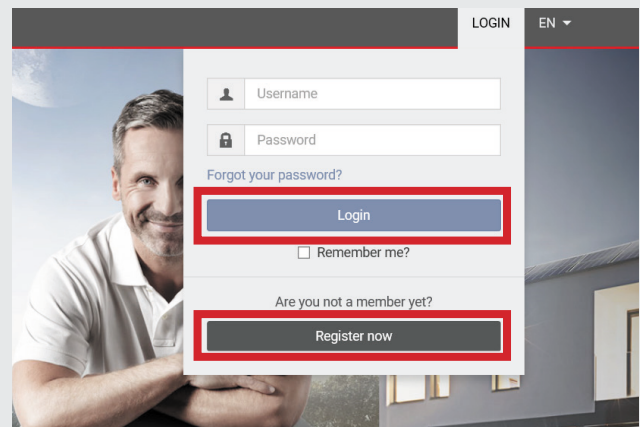 LOGIN EN
Username
Password
Forgot your password?
Login
Remember me?
Are you not a member yet?
Register now